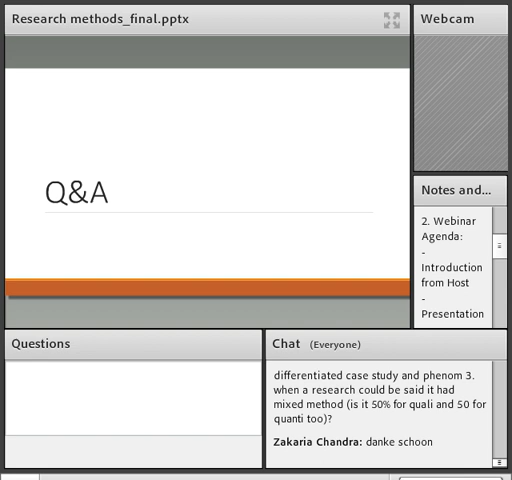 Research methods_final.pptx
Webcam
Q&A
Notes and...
2. Webinar
Agenda:
-
Introduction
from Host
-
Presentation
Questions
Chat (Everyone)
differentiated case study and phenom 3.
when a research could be said it had
mixed method (is it 50% for quali and 50 for
quanti too)?
Zakaria Chandra: danke schoon